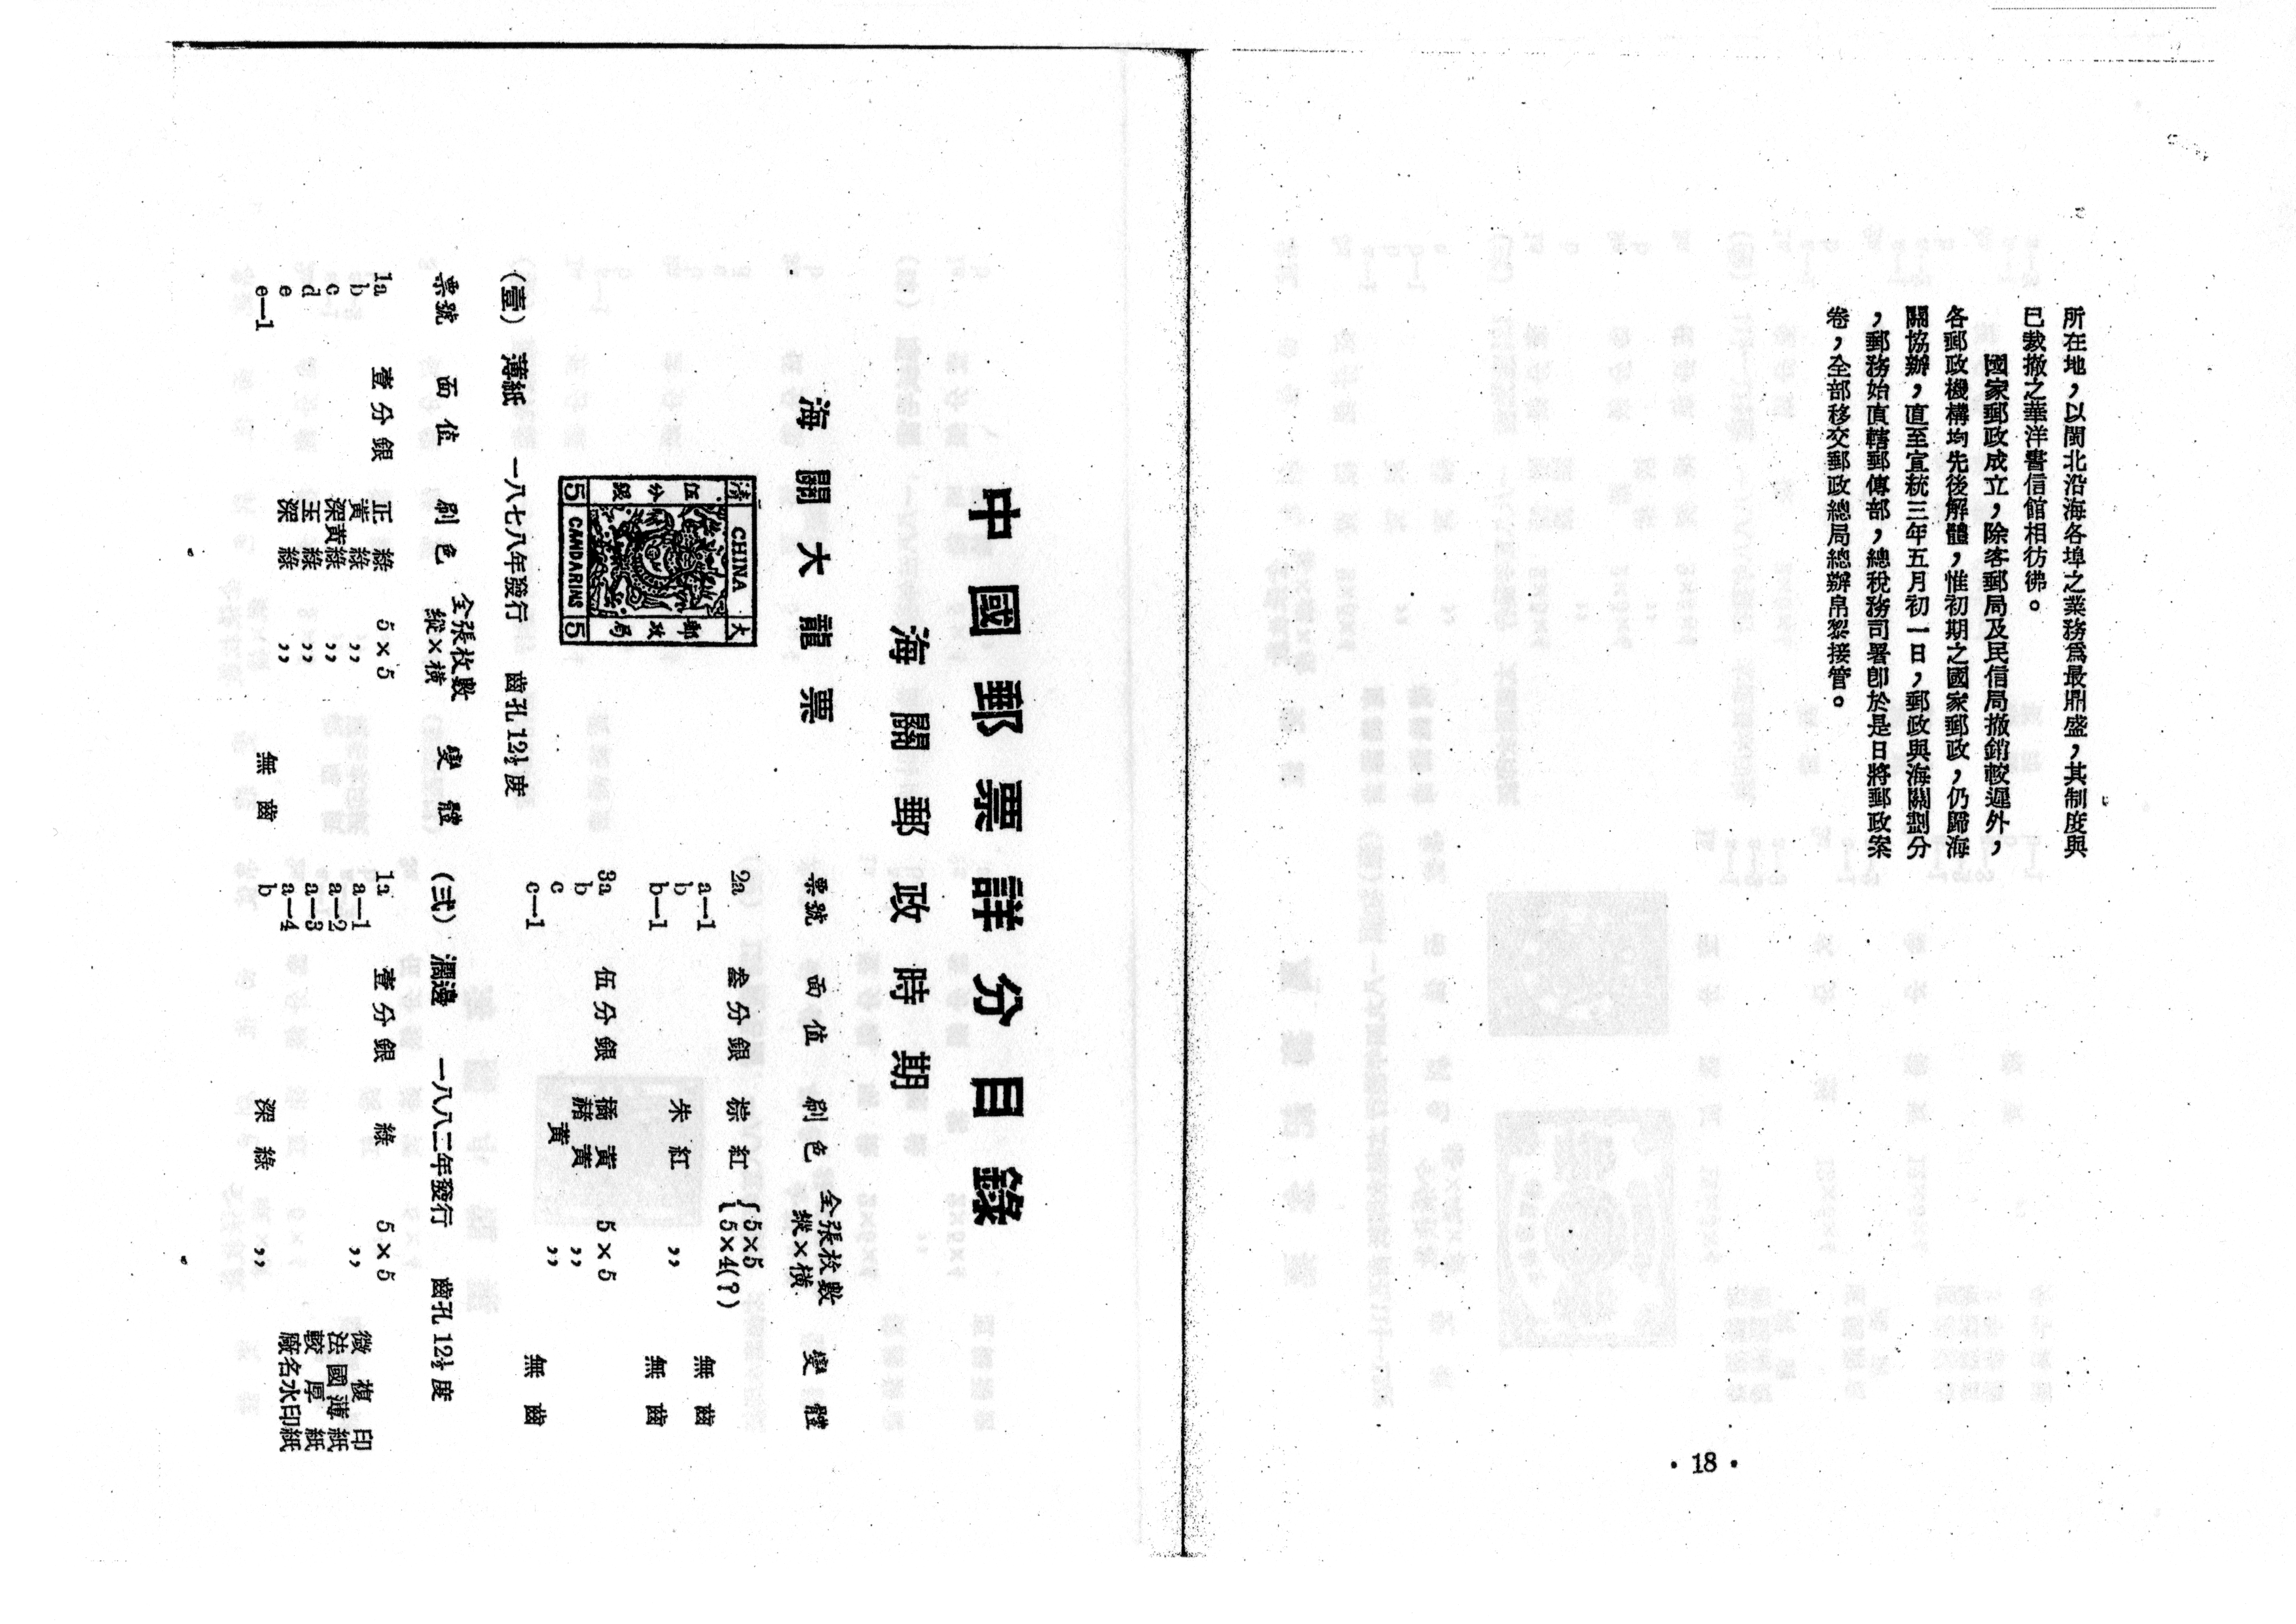 所在地，以閩北沿海各埠之業務爲最鼎盛，其制度與
已裁撤之華洋書信館相彷彿。
國家郵政成立，除客郵局及民信局撤銷較遲外，
各郵政機構均先後解體，惟初期之國家郵政，仍歸海
關協辦，直至宣統三年五月初一日，郵政與海關劃分
，郵務始直轄郵傳部，總稅務司署卽於是日將郵政案
卷，全部移交郵政總局總辦帛黎接管。
• 18 •
中國郵票詳分目錄
海關郵政時期
海關大龍票
大 CHINA 清
郵政局
伍分銀
5 CANDARINS 5
(壹) 薄紙 一八七八年發行 齒孔 12½ 度
票號 面位 刷色 全張枚數 縱×橫 變體
1a 壹分銀 正綠 5×5
b 黃綠 ,,
c 深黃綠 ,,
d 玉綠 ,,
e 深綠 ,,
e—1 無齒
票號 面值 刷色 全張枚數 縱×橫 變體
2a 叁分銀 棕紅 {5×5 5×4(?)
a—1 無齒
b 朱紅 ,,
b—1 無齒
3a 伍分銀 橘黃 5×5
b 赭黃 ,,
c 黃 ,,
c—1 無齒
(弍) 濶邊 一八八二年發行 齒孔 12½ 度
1a 壹分銀 綠 5×5
a—1 ,, 微複印
a—2 法國薄紙
a—3 較厚紙
a—4 廠名水印紙
b 深綠 ,,